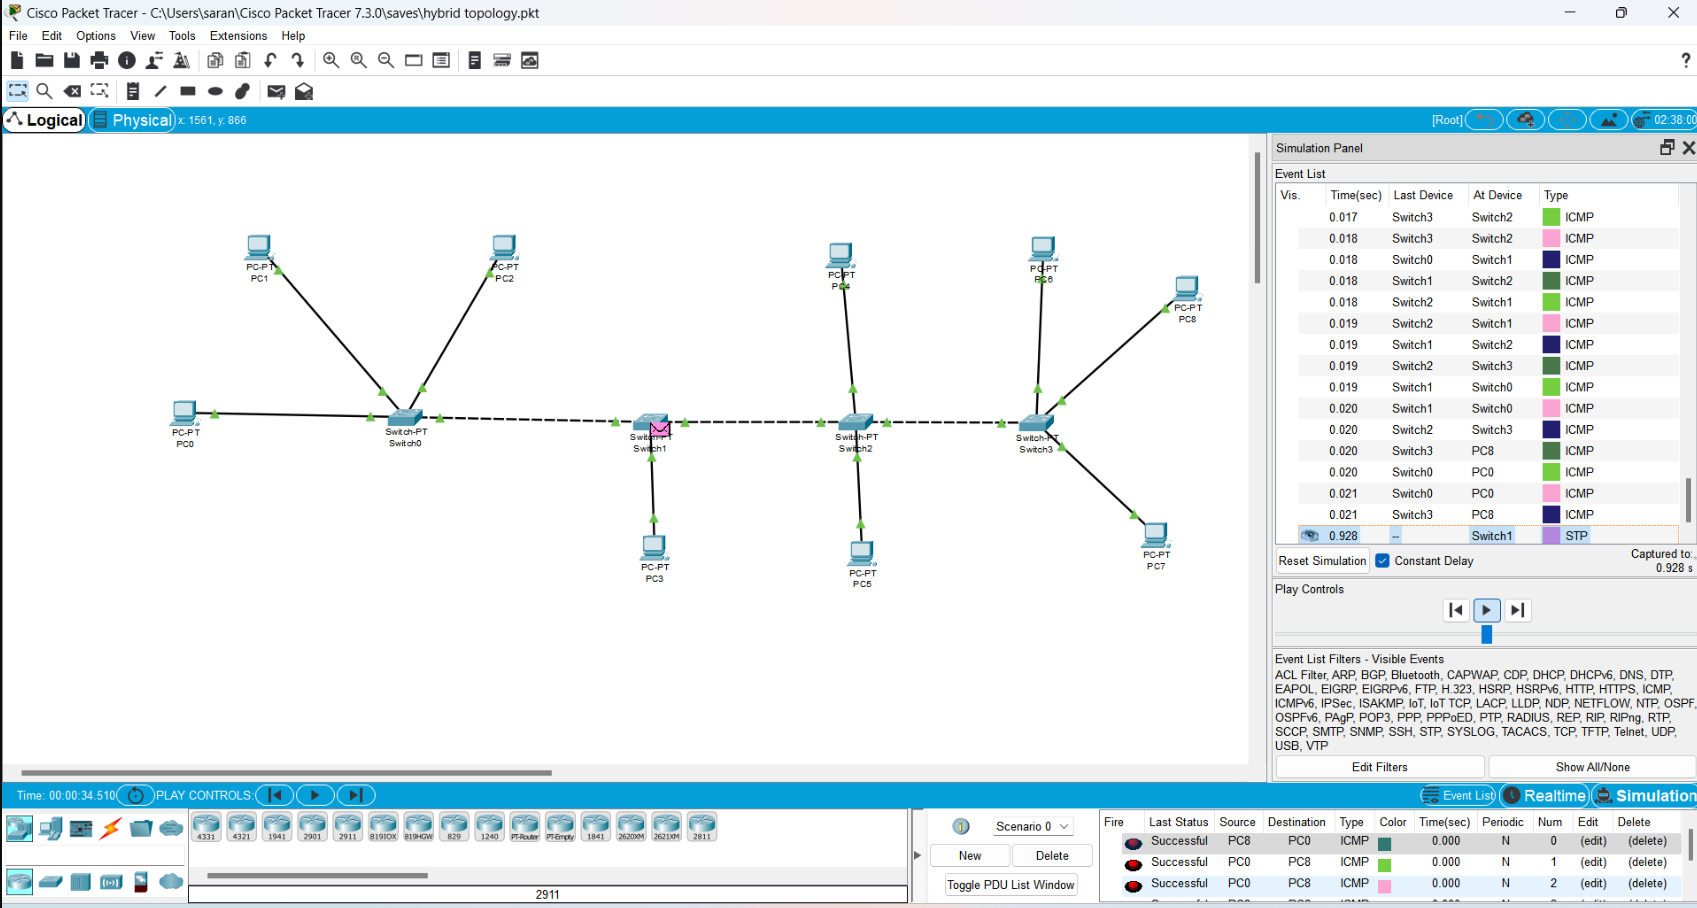 Cisco Packet Tracer - C:\Users\saran\Cisco Packet Tracer 7.3.0\saves\hybrid topology.pkt
File Edit Options View Tools Extensions Help
?
Logical Physical x: 1561, y: 866 [Root] 02:38:00
Simulation Panel
Event List
Vis. Time(sec) Last Device At Device Type
0.017 Switch3 Switch2 ICMP
0.018 Switch3 Switch2 ICMP
0.018 Switch0 Switch1 ICMP
0.018 Switch1 Switch2 ICMP
0.018 Switch2 Switch1 ICMP
0.019 Switch2 Switch1 ICMP
0.019 Switch1 Switch2 ICMP
0.019 Switch2 Switch3 ICMP
0.019 Switch1 Switch0 ICMP
0.020 Switch1 Switch0 ICMP
0.020 Switch2 Switch3 ICMP
0.020 Switch3 PC8 ICMP
0.020 Switch0 PC0 ICMP
0.021 Switch0 PC0 ICMP
0.021 Switch3 PC8 ICMP
0.928 -- Switch1 STP
Reset Simulation Constant Delay Captured to:
0.928 s
Play Controls
Event List Filters - Visible Events
ACL Filter, ARP, BGP, Bluetooth, CAPWAP, CDP, DHCP, DHCPv6, DNS, DTP,
EAPOL, EIGRP, EIGRPv6, FTP, H.323, HSRP, HSRPv6, HTTP, HTTPS, ICMP,
ICMPv6, IPSec, ISAKMP, IoT, IoT TCP, LACP, LLDP, NDP, NETFLOW, NTP, OSPF,
OSPFv6, PAgP, POP3, PPP, PPPoED, PTP, RADIUS, REP, RIP, RIPng, RTP,
SCCP, SMTP, SNMP, SSH, STP, SYSLOG, TACACS, TCP, TFTP, Telnet, UDP,
USB, VTP
Edit Filters Show All/None
PC-PT
PC1
PC-PT
PC2
PC-PT
PC4
PC-PT
PC6
PC-PT
PC8
PC-PT
PC0
Switch-PT
Switch0
Switch-PT
Switch1
Switch-PT
Switch2
Switch-PT
Switch3
PC-PT
PC3
PC-PT
PC5
PC-PT
PC7
Time: 00:00:34.510 PLAY CONTROLS: Event List Realtime Simulation
4331 4321 1941 2901 2911 819IOX 819HGW 829 1240 PT-Router PT-Empty 1841 2620XM 2621XM 2811
2911
Scenario 0
New Delete
Toggle PDU List Window
Fire Last Status Source Destination Type Color Time(sec) Periodic Num Edit Delete
Successful PC8 PC0 ICMP 0.000 N 0 (edit) (delete)
Successful PC0 PC8 ICMP 0.000 N 1 (edit) (delete)
Successful PC0 PC8 ICMP 0.000 N 2 (edit) (delete)